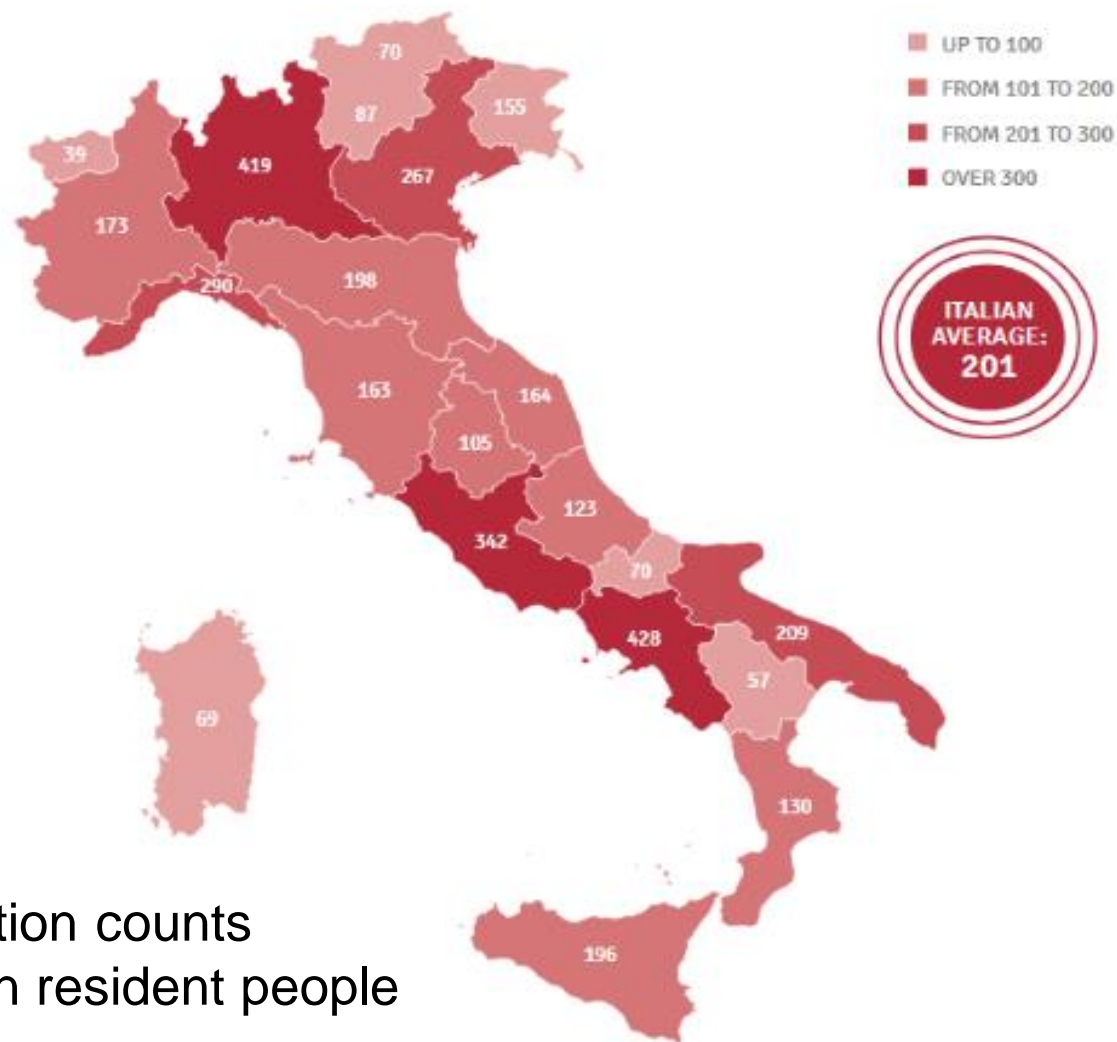 70
UP TO 100
87
155
FROM 101 TO 200
39
419
267
FROM 201 TO 300
OVER 300
173
290
198
ITALIAN
AVERAGE:
201
163
164
105
123
342
70
428
209
57
69
130
196
tion counts
n resident people